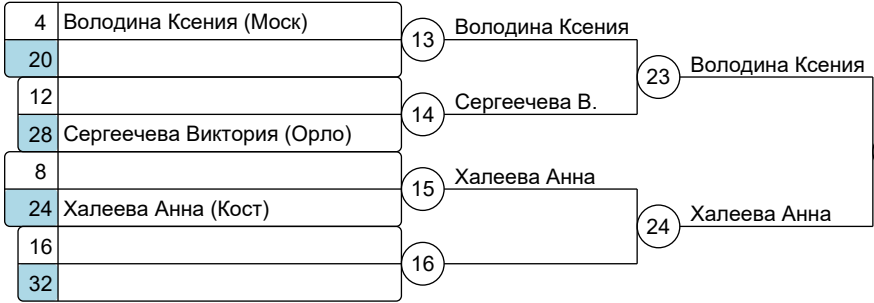 4 Володина Ксения (Моск)
20
12
28 Сергеечева Виктория (Орло)
8
24 Халеева Анна (Кост)
16
32
13 Володина Ксения
14 Сергеечева В.
15 Халеева Анна
16
23 Володина Ксения
24 Халеева Анна